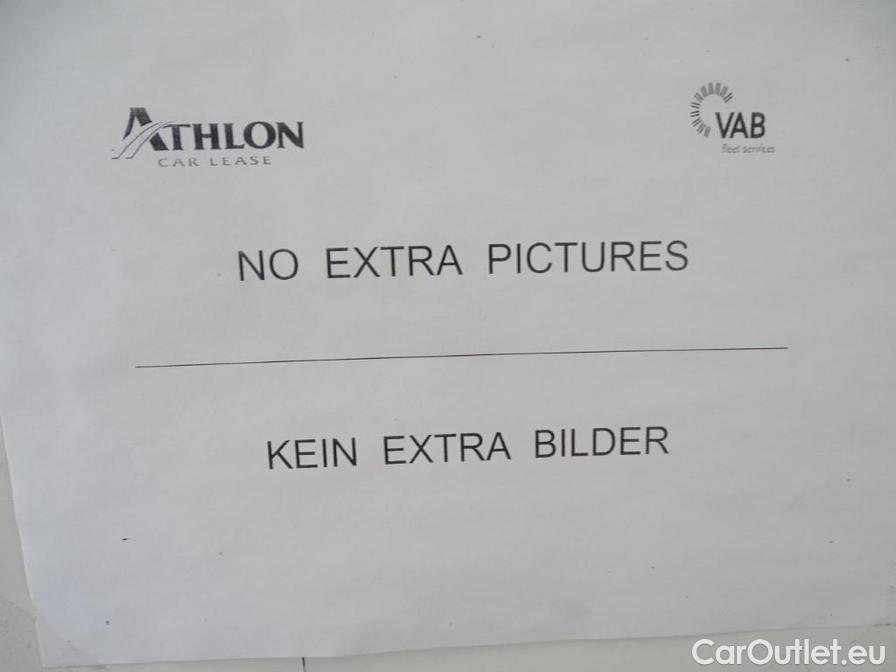 ATHLON
CAR LEASE
VAB
fleet services
NO EXTRA PICTURES
KEIN EXTRA BILDER
CarOutlet.eu